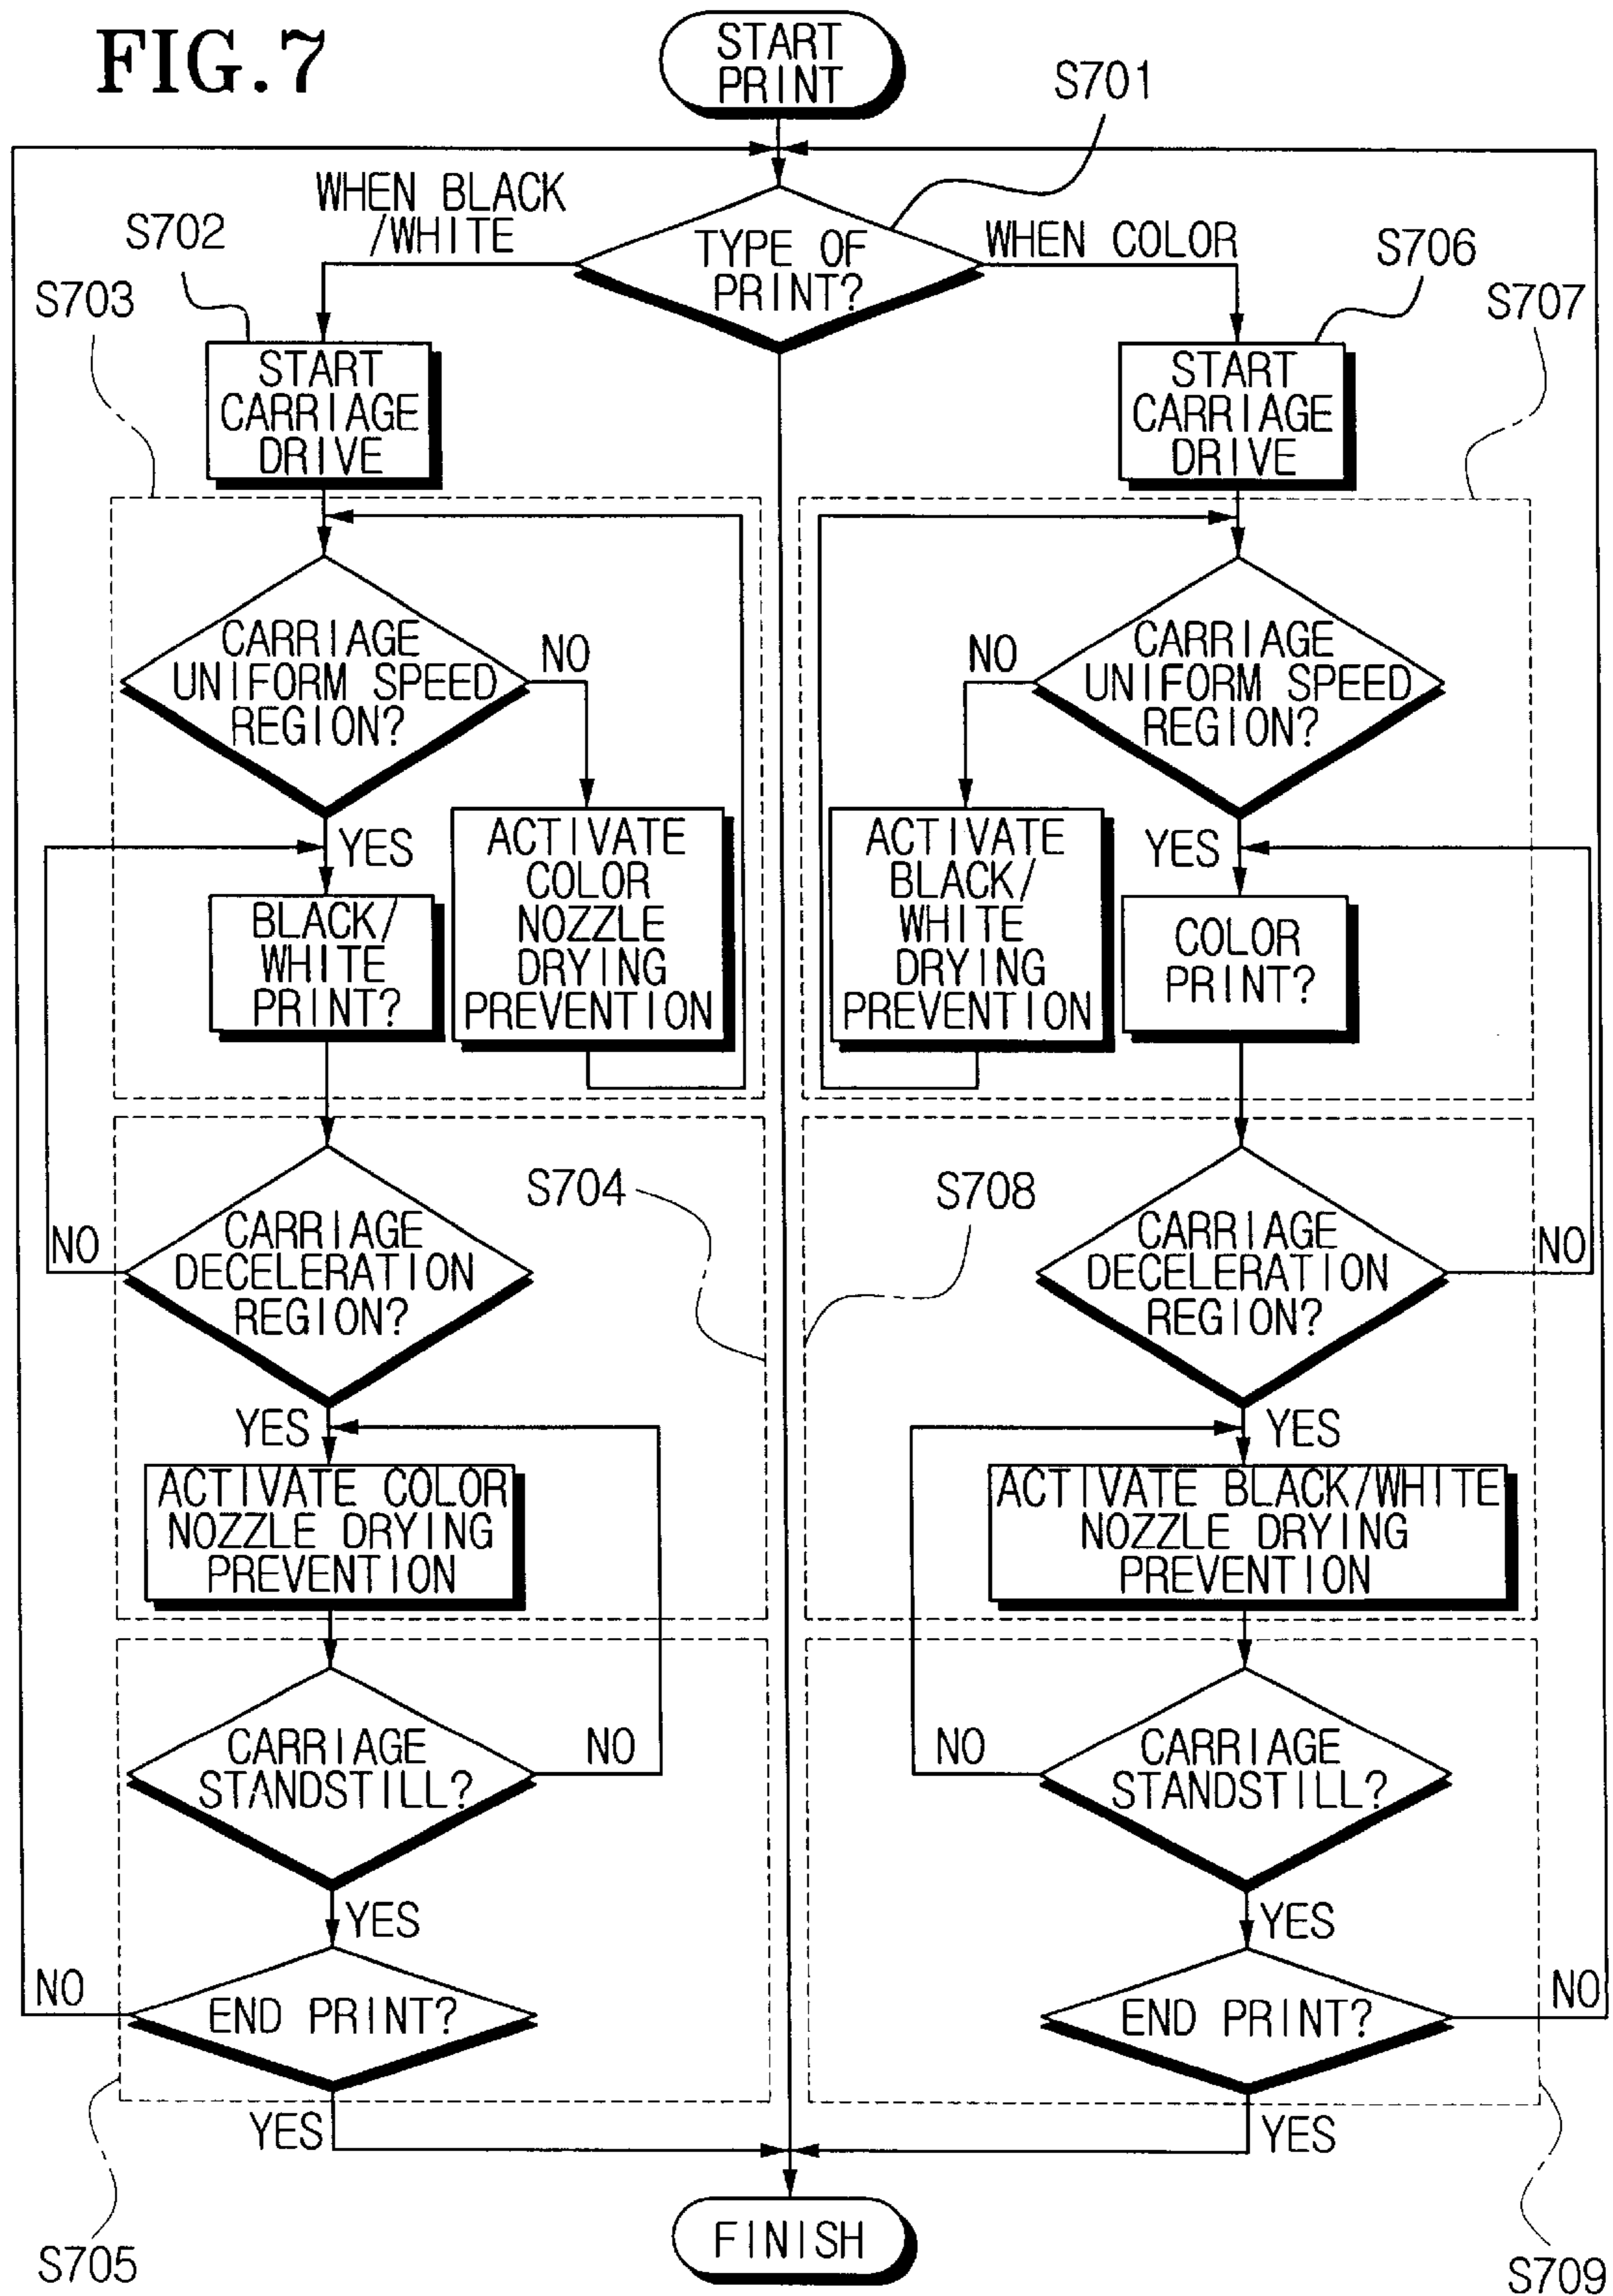 FIG.7
START
PRINT
S701
WHEN BLACK
/WHITE
TYPE OF
PRINT?
WHEN COLOR
S702
S703
S706
S707
START
CARRIAGE
DRIVE
START
CARRIAGE
DRIVE
CARRIAGE
UNIFORM SPEED
REGION?
NO
YES
BLACK/
WHITE
PRINT?
ACTIVATE
COLOR
NOZZLE
DRYING
PREVENTION
NO
CARRIAGE
UNIFORM SPEED
REGION?
ACTIVATE
BLACK/
WHITE
DRYING
PREVENTION
YES
COLOR
PRINT?
S704
S708
NO
CARRIAGE
DECELERATION
REGION?
YES
ACTIVATE COLOR
NOZZLE DRYING
PREVENTION
CARRIAGE
DECELERATION
REGION?
NO
YES
ACTIVATE BLACK/WHITE
NOZZLE DRYING
PREVENTION
CARRIAGE
STANDSTILL?
NO
YES
NO
END PRINT?
YES
NO
CARRIAGE
STANDSTILL?
YES
END PRINT?
NO
YES
FINISH
S705
S709